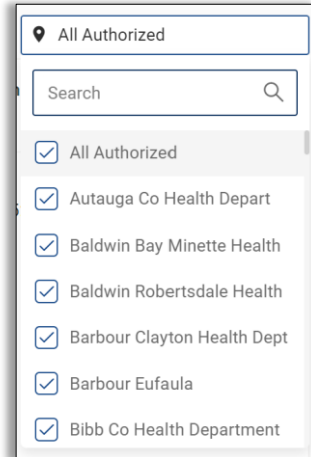 All Authorized
Search
All Authorized
Autauga Co Health Depart
Baldwin Bay Minette Health
Baldwin Robertsdale Health
Barbour Clayton Health Dept
Barbour Eufaula
Bibb Co Health Department